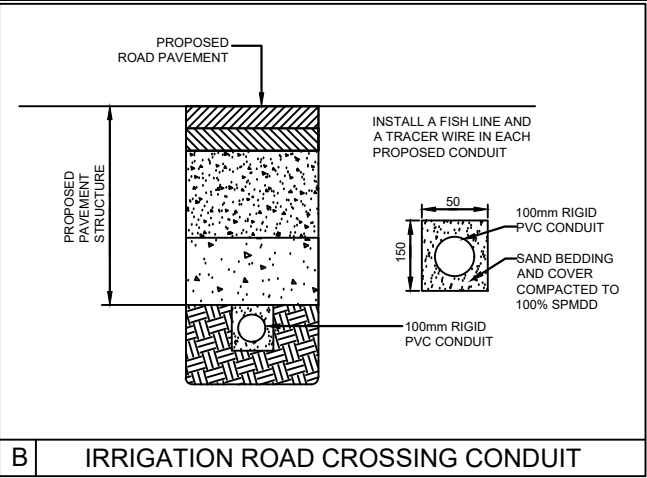 PROPOSED
ROAD PAVEMENT
INSTALL A FISH LINE AND
A TRACER WIRE IN EACH
PROPOSED CONDUIT
PROPOSED
PAVEMENT
STRUCTURE
50
150
100mm RIGID
PVC CONDUIT
SAND BEDDING
AND COVER
COMPACTED TO
100% SPMDD
100mm RIGID
PVC CONDUIT
B IRRIGATION ROAD CROSSING CONDUIT